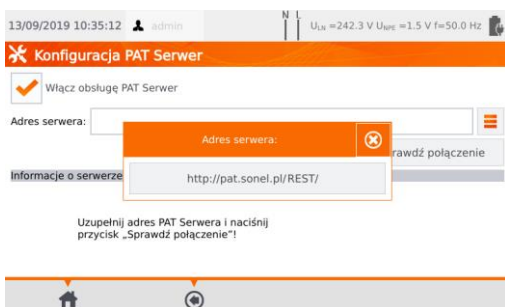 13/09/2019 10:35:12 admin N L U LN =242.3 V U NPE =1.5 V f=50.0 Hz
Konfiguracja PAT Serwer
Włącz obsługę PAT Serwer
Adres serwera:
Adres serwera:
rawdź połączenie
Informacje o serwerze
http://pat.sonel.pl/REST/
Uzupełnij adres PAT Serwera i naciśnij
przycisk „Sprawdź połączenie”!